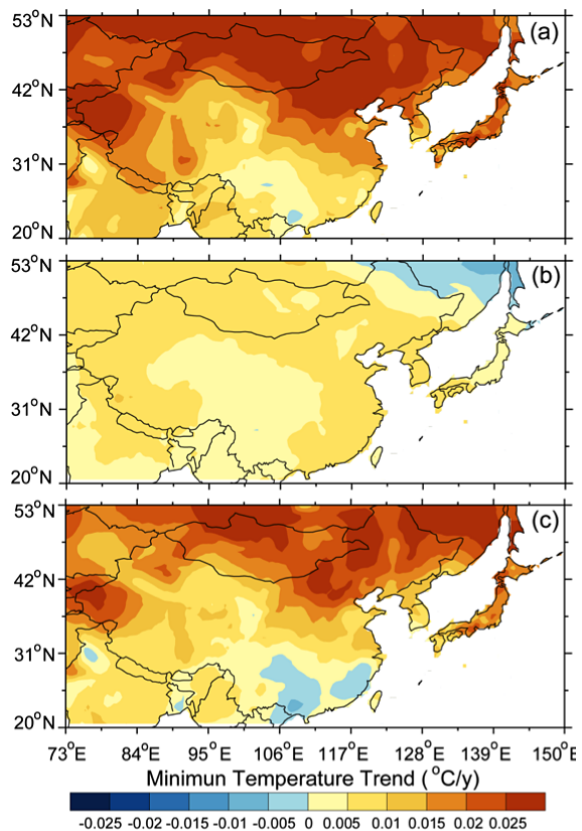 53°N
(a)
42°N
31°N
20°N
53°N
(b)
42°N
31°N
20°N
53°N
(c)
42°N
31°N
20°N
73°E 84°E 95°E 106°E 117°E 128°E 139°E 150°E
Minimun Temperature Trend (°C/y)
-0.025 -0.02 -0.015 -0.01 -0.005 0 0.005 0.01 0.015 0.02 0.025